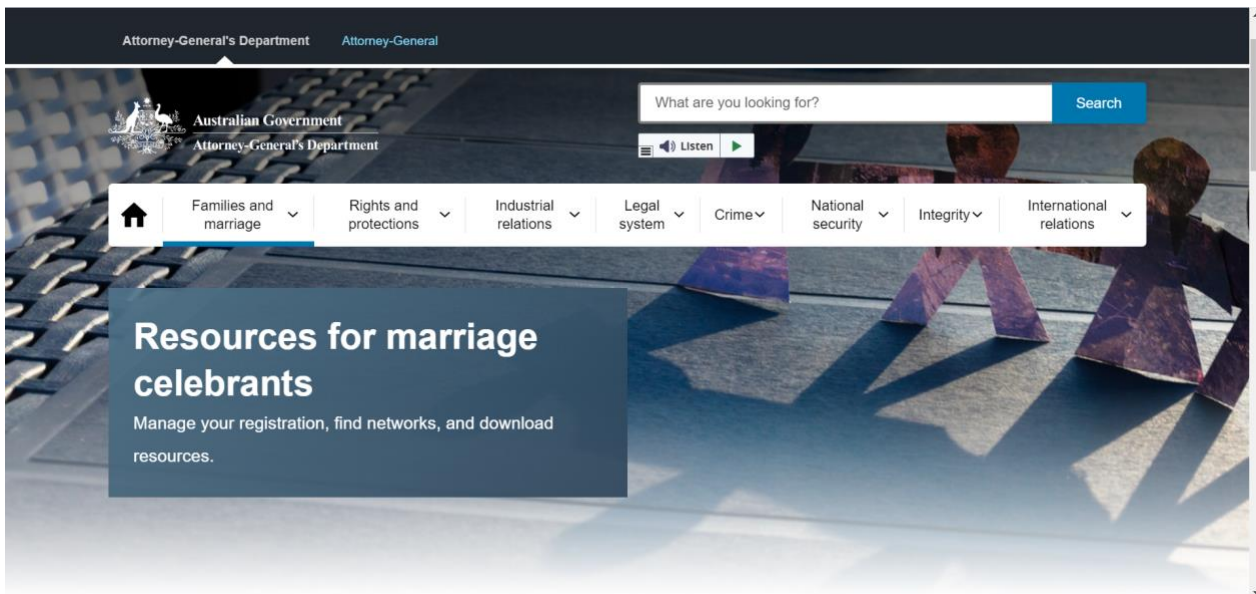 Attorney-General's Department Attorney-General
Australian Government
Attorney-General's Department
What are you looking for? Search
Listen
Families and marriage
Rights and protections
Industrial relations
Legal system
Crime
National security
Integrity
International relations
Resources for marriage
celebrants
Manage your registration, find networks, and download
resources.